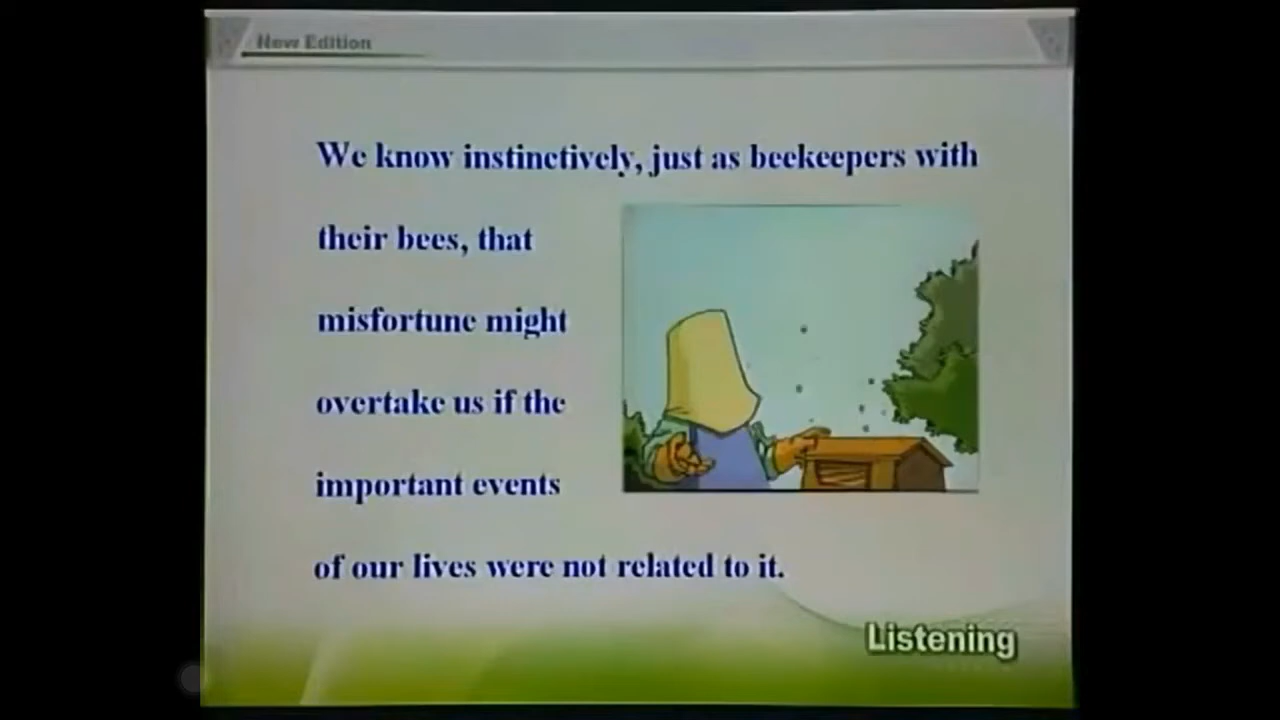 New Edition
We know instinctively, just as beekeepers with
their bees, that
misfortune might
overtake us if the
important events
of our lives were not related to it.
Listening